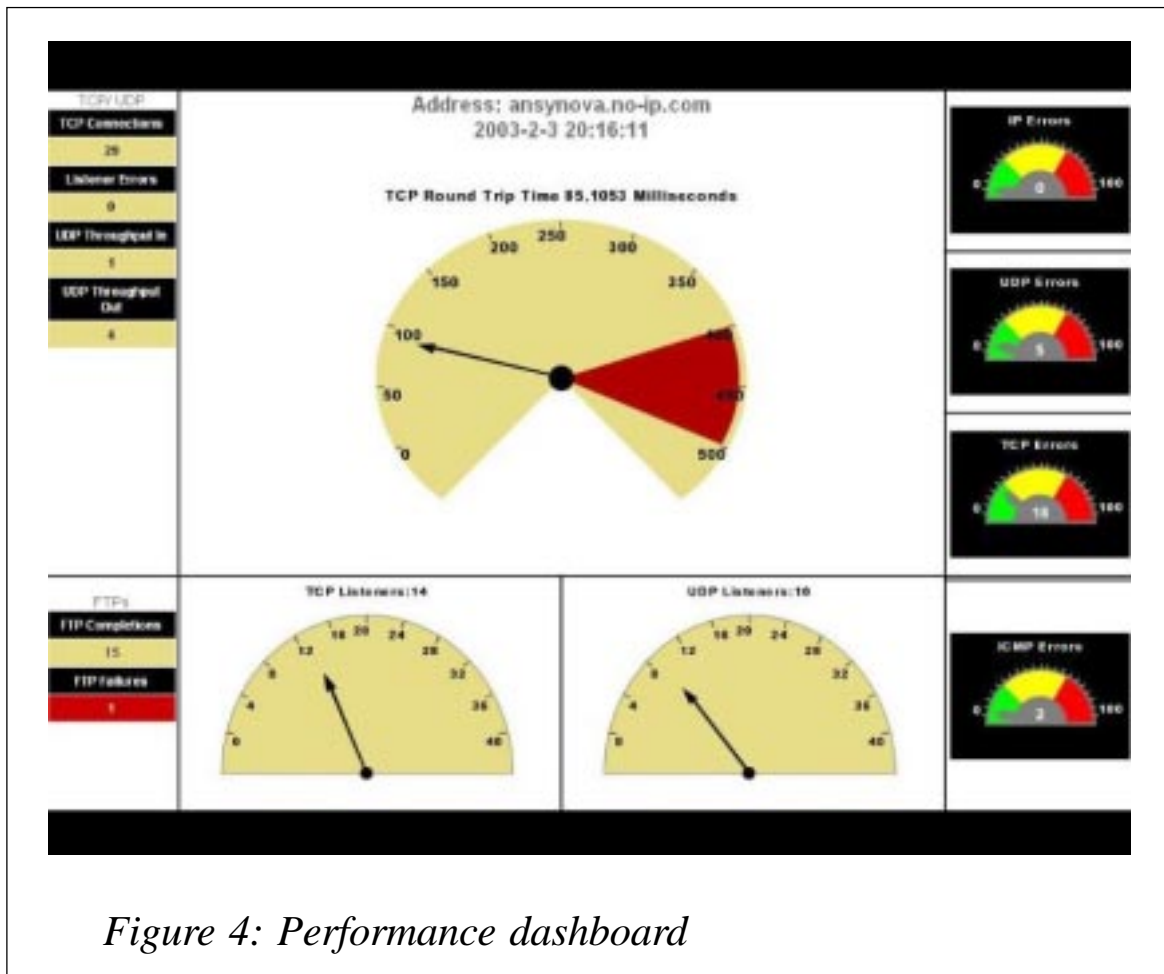 TCP/ UDP
TCP Connections
Listener Errors
0
UDP Throughput In
1
UDP Throughput
Out
4
Address: ansynova.no-ip.com
2003-2-3 20:16:11
TCP Round Trip Time 85.1053 Milliseconds
0
50
100
150
200
250
300
350
400
450
500
IP Errors
0
0
100
UDP Errors
0
5
100
TCP Errors
0
100
FTPs
FTP Completions
15
FTP Failures
1
TCP Listeners:14
0
4
8
12
16
20
24
28
32
36
40
UDP Listeners:
0
4
8
12
16
20
24
28
32
36
40
ICMP Errors
0
100
Figure 4: Performance dashboard